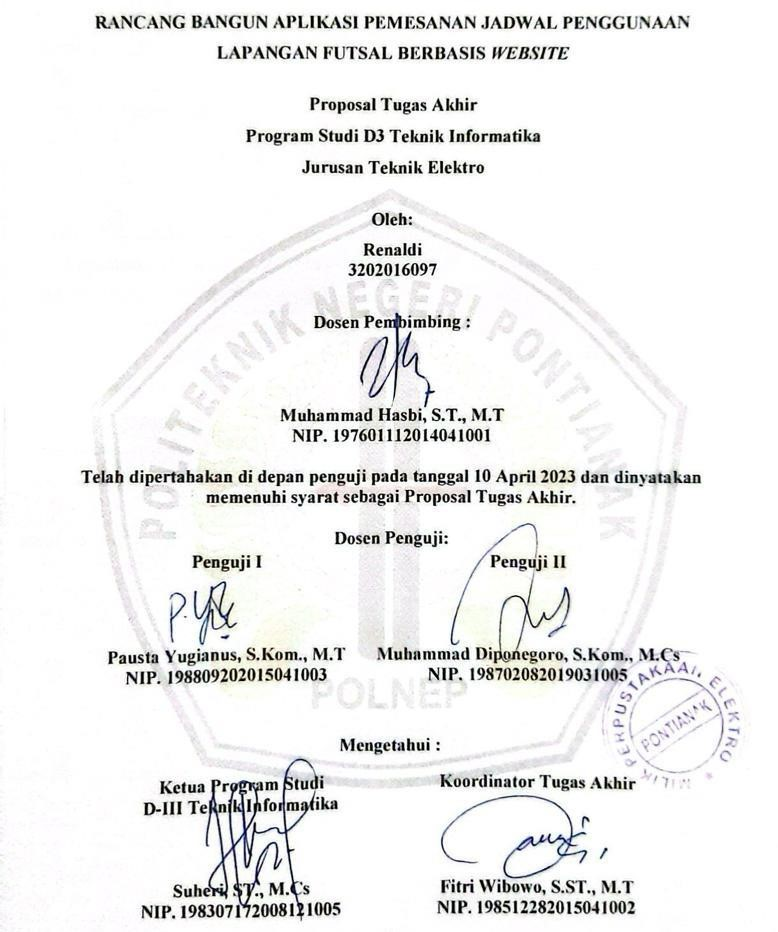 RANCANG BANGUN APLIKASI PEMESANAN JADWAL PENGGUNAAN
LAPANGAN FUTSAL BERBASIS WEBSITE
Proposal Tugas Akhir
Program Studi D3 Teknik Informatika
Jurusan Teknik Elektro
Oleh:
Renaldi
3202016097
POLITEKNIK NEGERI PONTIANAK
Dosen Pembimbing :
Muhammad Hasbi, S.T., M.T
NIP. 197601112014041001
Telah dipertahakan di depan penguji pada tanggal 10 April 2023 dan dinyatakan
memenuhi syarat sebagai Proposal Tugas Akhir.
Dosen Penguji:
Penguji I
Penguji II
Pausta Yugianus, S.Kom., M.T
NIP. 198809202015041003
Muhammad Diponegoro, S.Kom., M.Cs
NIP. 198702082019031005
POLNEP
MILIK PERPUSTAKAAN ELEKTRO
PONTIANAK
Mengetahui :
Ketua Program Studi
D-III Teknik Informatika
Koordinator Tugas Akhir
Suheri, ST., M.Cs
NIP. 198307172008121005
Fitri Wibowo, S.ST., M.T
NIP. 198512282015041002